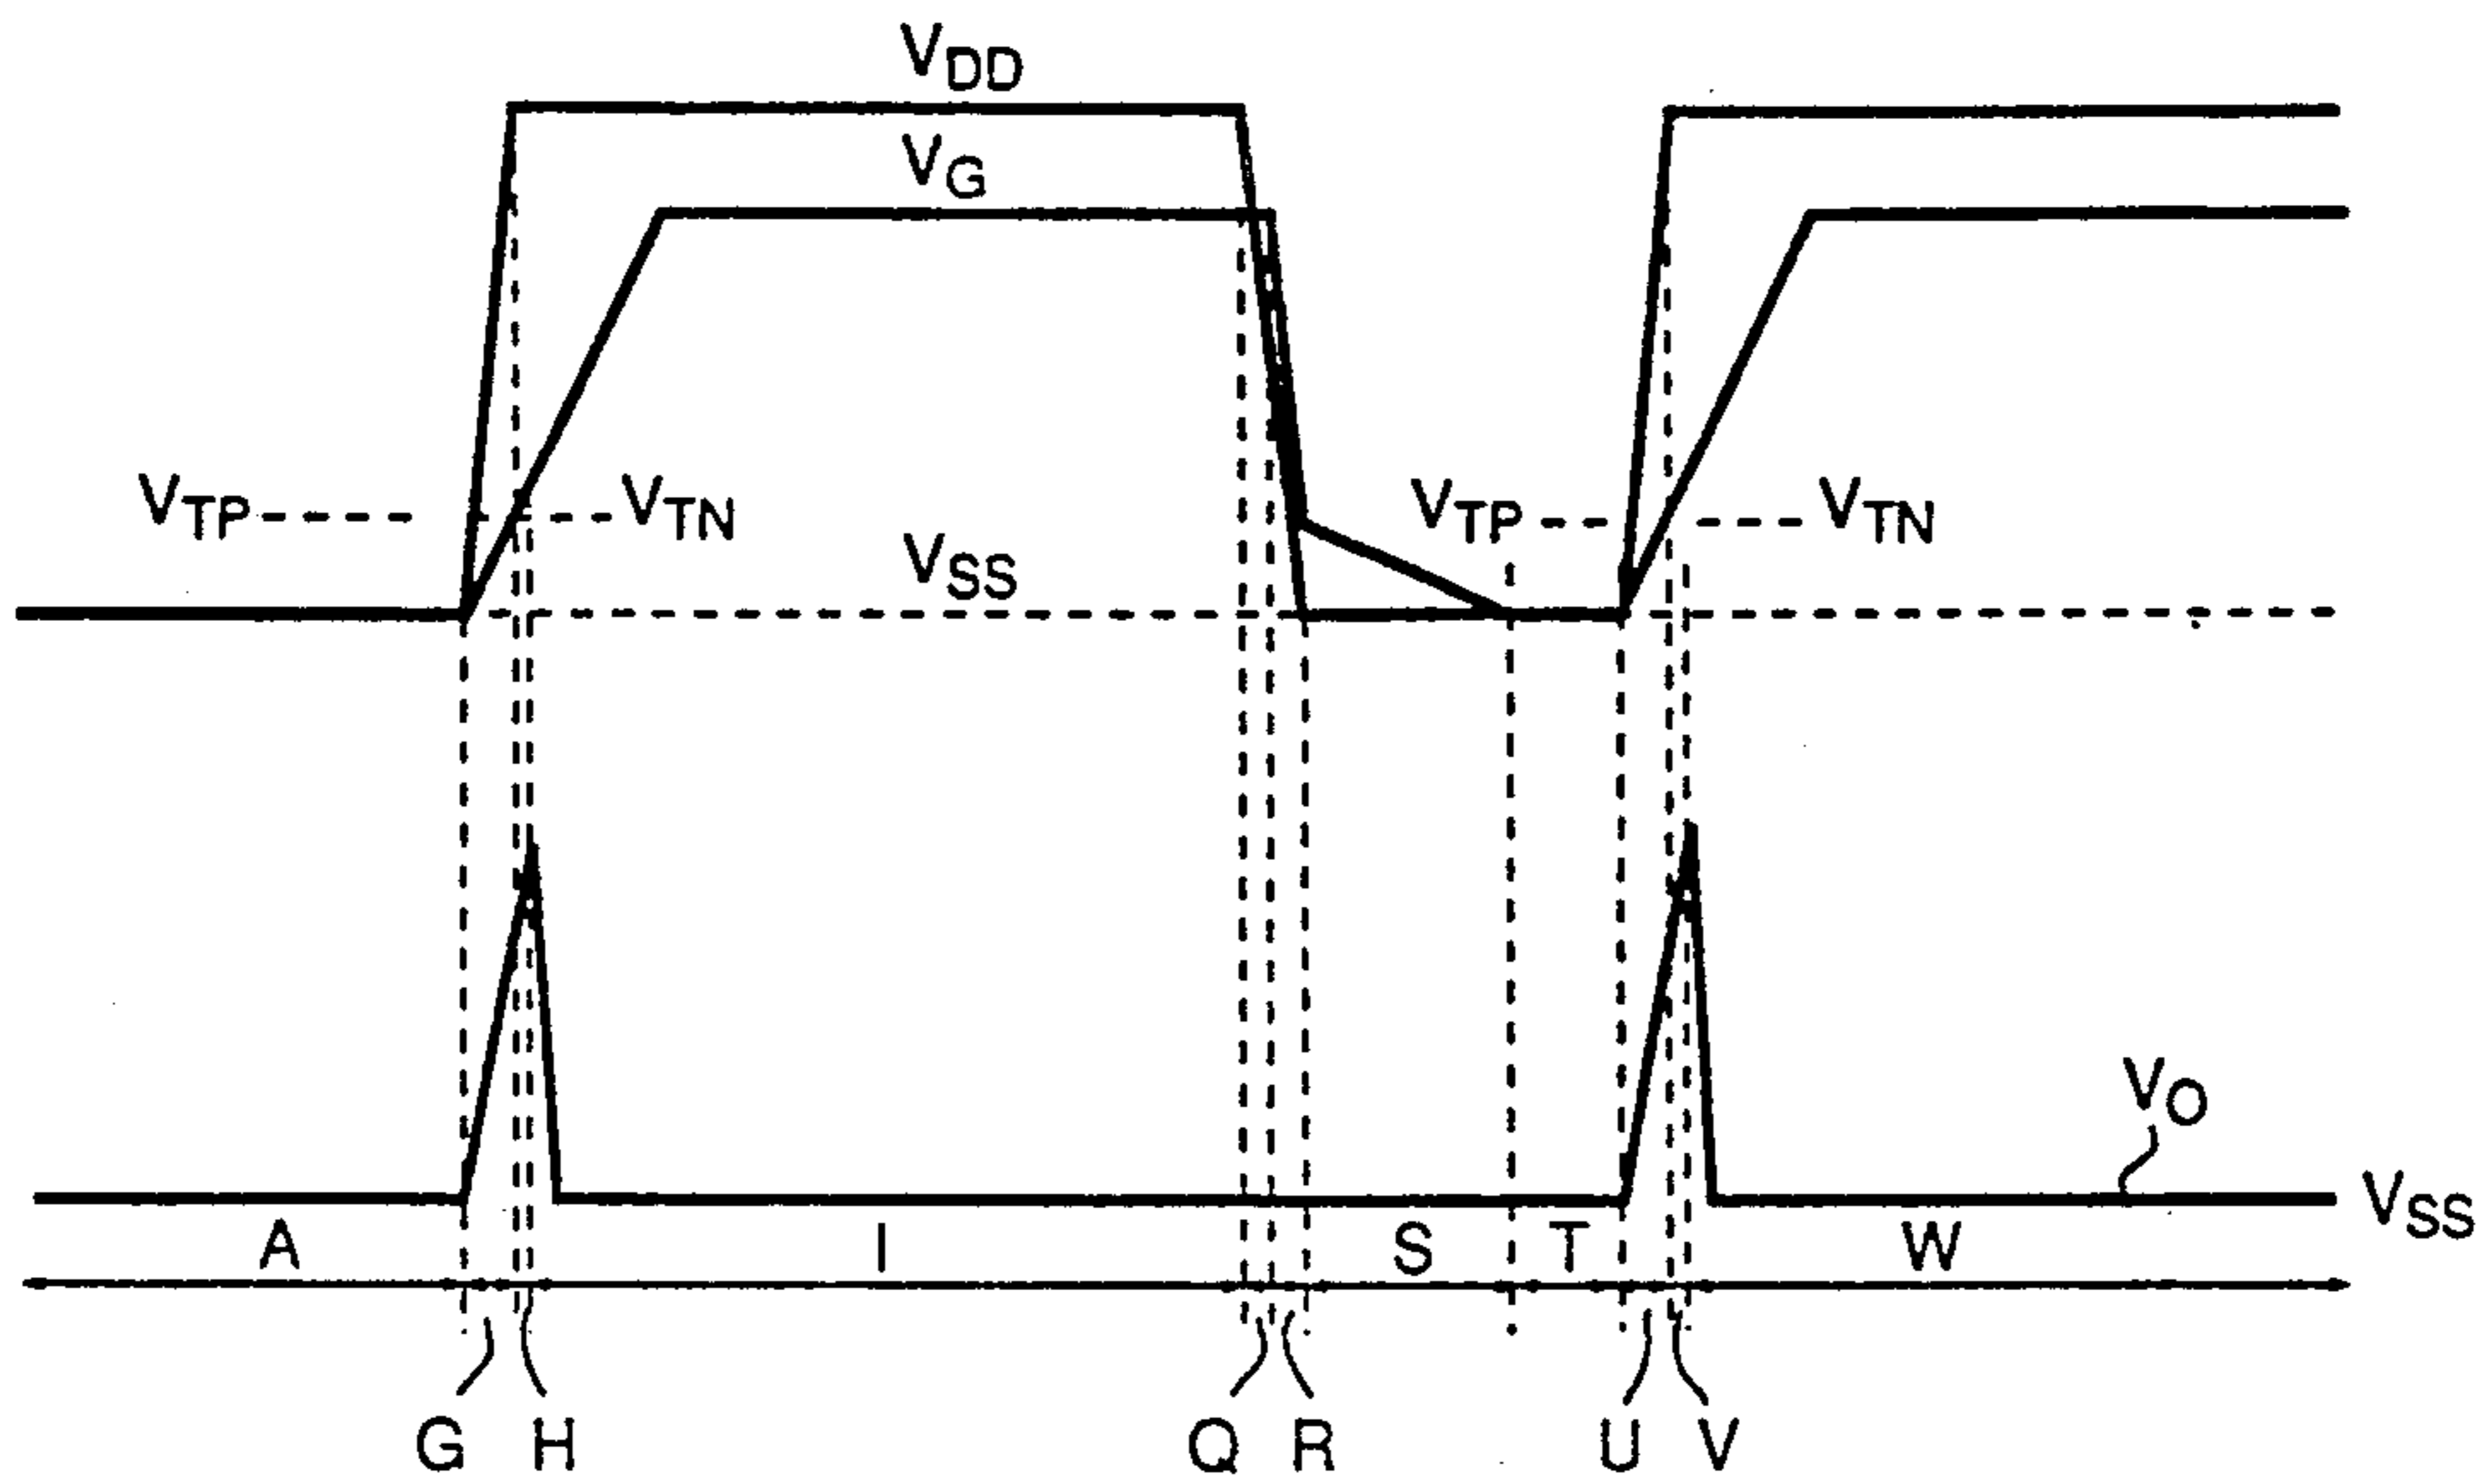 VDD
VG
VTP VTN VTP VTN
VSS
VO
VSS
A I S T W
G H Q R U V